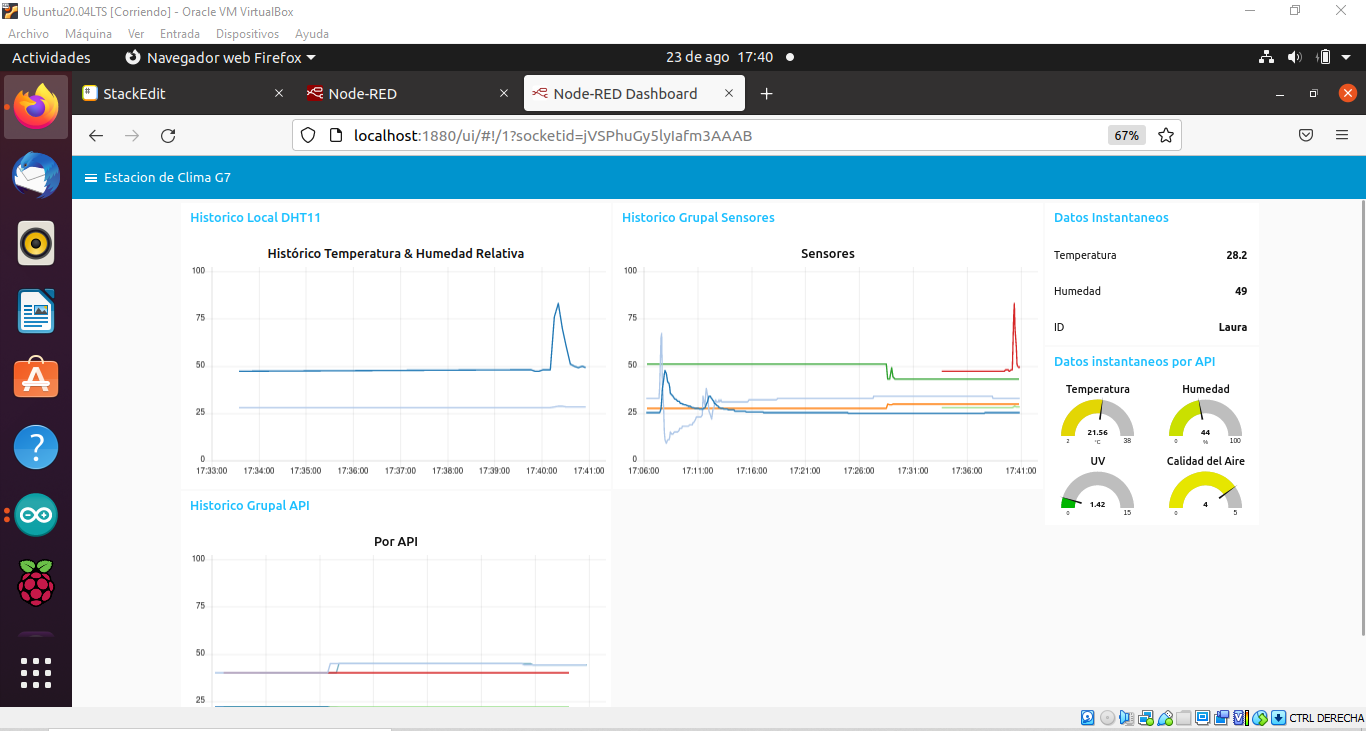 Ubuntu20.04LTS [Corriendo] - Oracle VM VirtualBox
Archivo Máquina Ver Entrada Dispositivos Ayuda
Actividades Navegador web Firefox 23 de ago 17:40
StackEdit Node-RED Node-RED Dashboard
localhost:1880/ui/#!/1?socketid=jVSPhuGy5lyIafm3AAAB 67%
Estacion de Clima G7
Historico Local DHT11
Histórico Temperatura & Humedad Relativa
100
75
50
25
0
17:33:00 17:34:00 17:35:00 17:36:00 17:37:00 17:38:00 17:39:00 17:40:00 17:41:00
Historico Grupal Sensores
Sensores
100
75
50
25
0
17:06:00 17:11:00 17:16:00 17:21:00 17:26:00 17:31:00 17:36:00 17:41:00
Datos Instantaneos
Temperatura 28.2
Humedad 49
ID Laura
Datos instantaneos por API
Temperatura Humedad
21.56 44
°C %
2 38 0 100
UV Calidad del Aire
1.42 4
0 15 0 5
Historico Grupal API
Por API
100
75
50
25
CTRL DERECHA